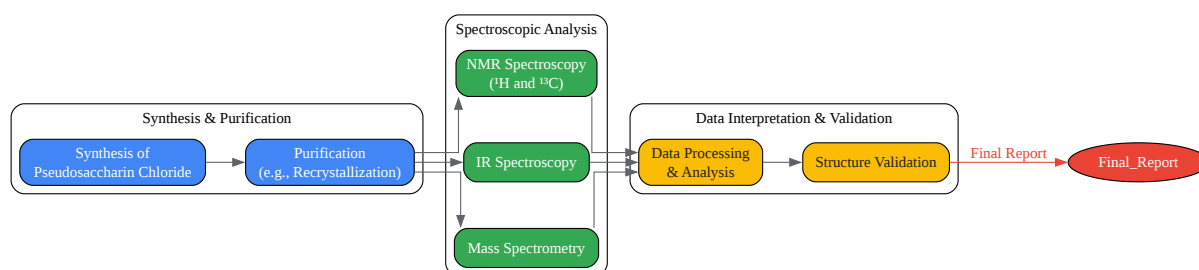 Synthesis & Purification
Synthesis of
Pseudosaccharin Chloride
Purification
(e.g., Recrystallization)
Spectroscopic Analysis
NMR Spectroscopy
(¹H and ¹³C)
IR Spectroscopy
Mass Spectrometry
Data Interpretation & Validation
Data Processing
& Analysis
Structure Validation
Final Report
Final_Report